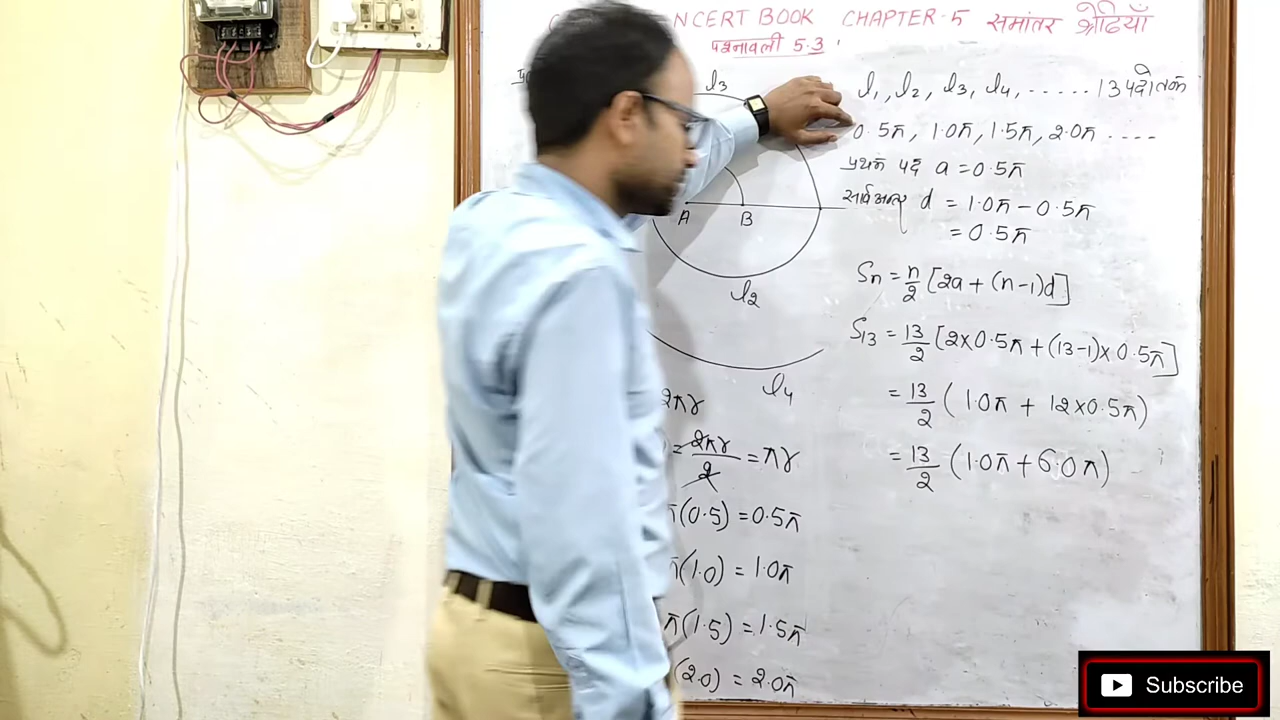 NCERT BOOK CHAPTER 5 समांतर श्रेढियाँ
प्रश्नावली 5.3
l3
A B
l2
l4
2πr
= 2πr/2 = πr
π(0.5) = 0.5π
π(1.0) = 1.0π
π(1.5) = 1.5π
(2.0) = 2.0π
l1, l2, l3, l4, ...... 13 पदो तक
0.5π, 1.0π, 1.5π, 2.0π ----
प्रथम पद a = 0.5π
सार्वअन्तर d = 1.0π - 0.5π
= 0.5π
Sn = n/2 [2a + (n-1)d]
S13 = 13/2 [2×0.5π + (13-1)×0.5π]
= 13/2 (1.0π + 12×0.5π)
= 13/2 (1.0π + 6.0π)
Subscribe